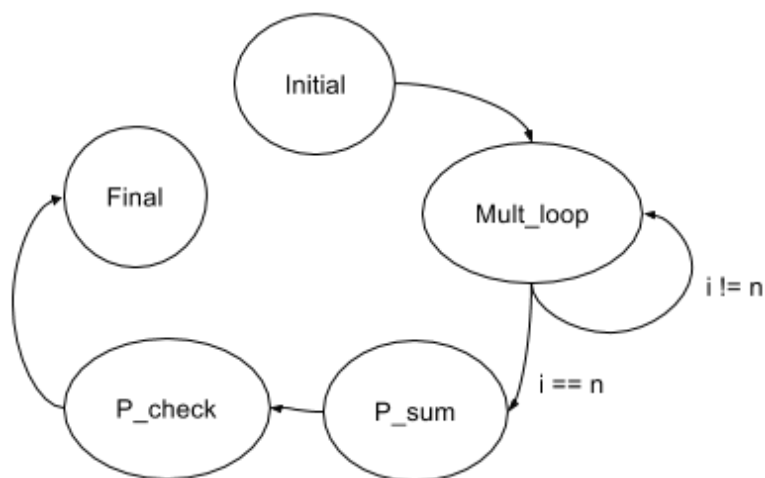 Initial
Final
Mult_loop
i != n
i == n
P_check
P_sum